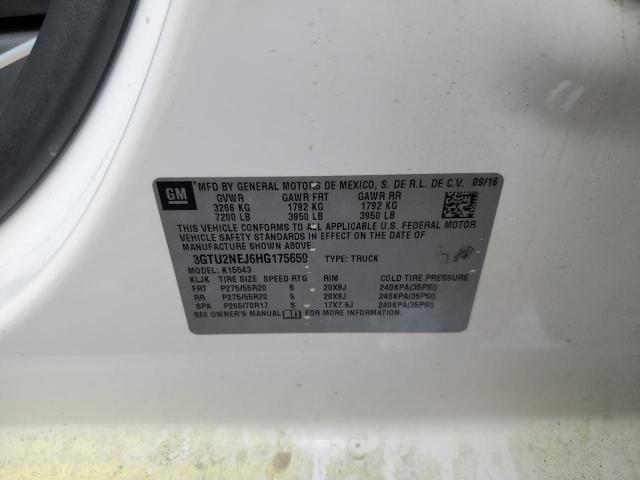 GM
MFD BY GENERAL MOTORS DE MEXICO, S. DE R.L. DE C.V. 09/16
GVWR GAWR FRT GAWR RR
3266 KG 1792 KG 1792 KG
7200 LB 3950 LB 3950 LB
THIS VEHICLE CONFORMS TO ALL APPLICABLE U.S. FEDERAL MOTOR
VEHICLE SAFETY AND THEFT PREVENTION STANDARDS IN EFFECT ON THE DATE OF
MANUFACTURE SHOWN ABOVE.
3GTU2NEJ6HG175659 TYPE: TRUCK
MODEL: K15543
KLJK TIRE SIZE SPEED RTG RIM COLD TIRE PRESSURE
FRT P275/55R20 S 20X9J 240KPA(35PSI)
RR P275/55R20 S 20X9J 240KPA(35PSI)
SPA P265/70R17 S 17X7.5J 240KPA(35PSI)
SEE OWNER'S MANUAL FOR MORE INFORMATION